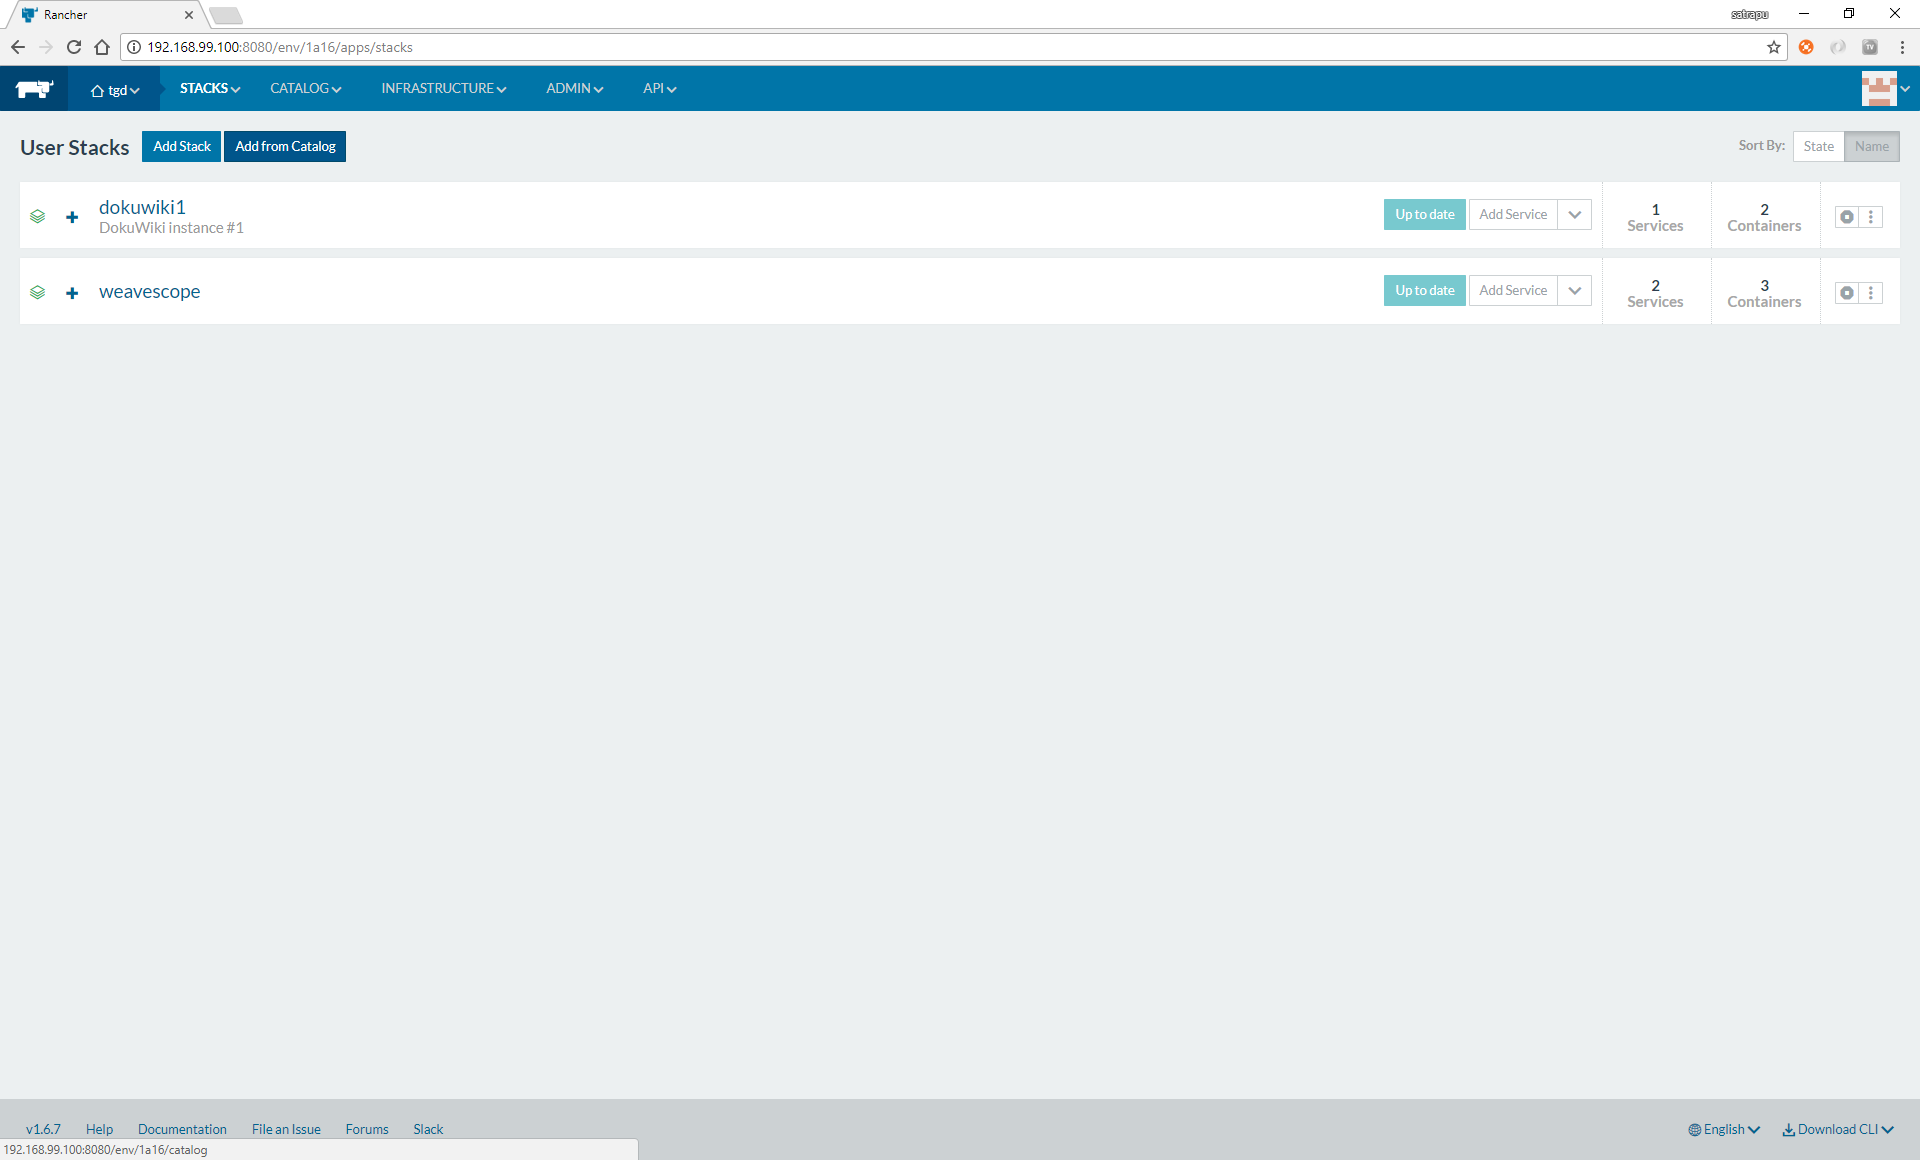 Rancher
satrapu
192.168.99.100:8080/env/1a16/apps/stacks
TV
tgd STACKS CATALOG INFRASTRUCTURE ADMIN API
User Stacks Add Stack Add from Catalog Sort By: State Name
dokuwiki1
DokuWiki instance #1
Up to date Add Service
1 Services
2 Containers
weavescope
Up to date Add Service
2 Services
3 Containers
v1.6.7 Help Documentation File an Issue Forums Slack English Download CLI
192.168.99.100:8080/env/1a16/catalog